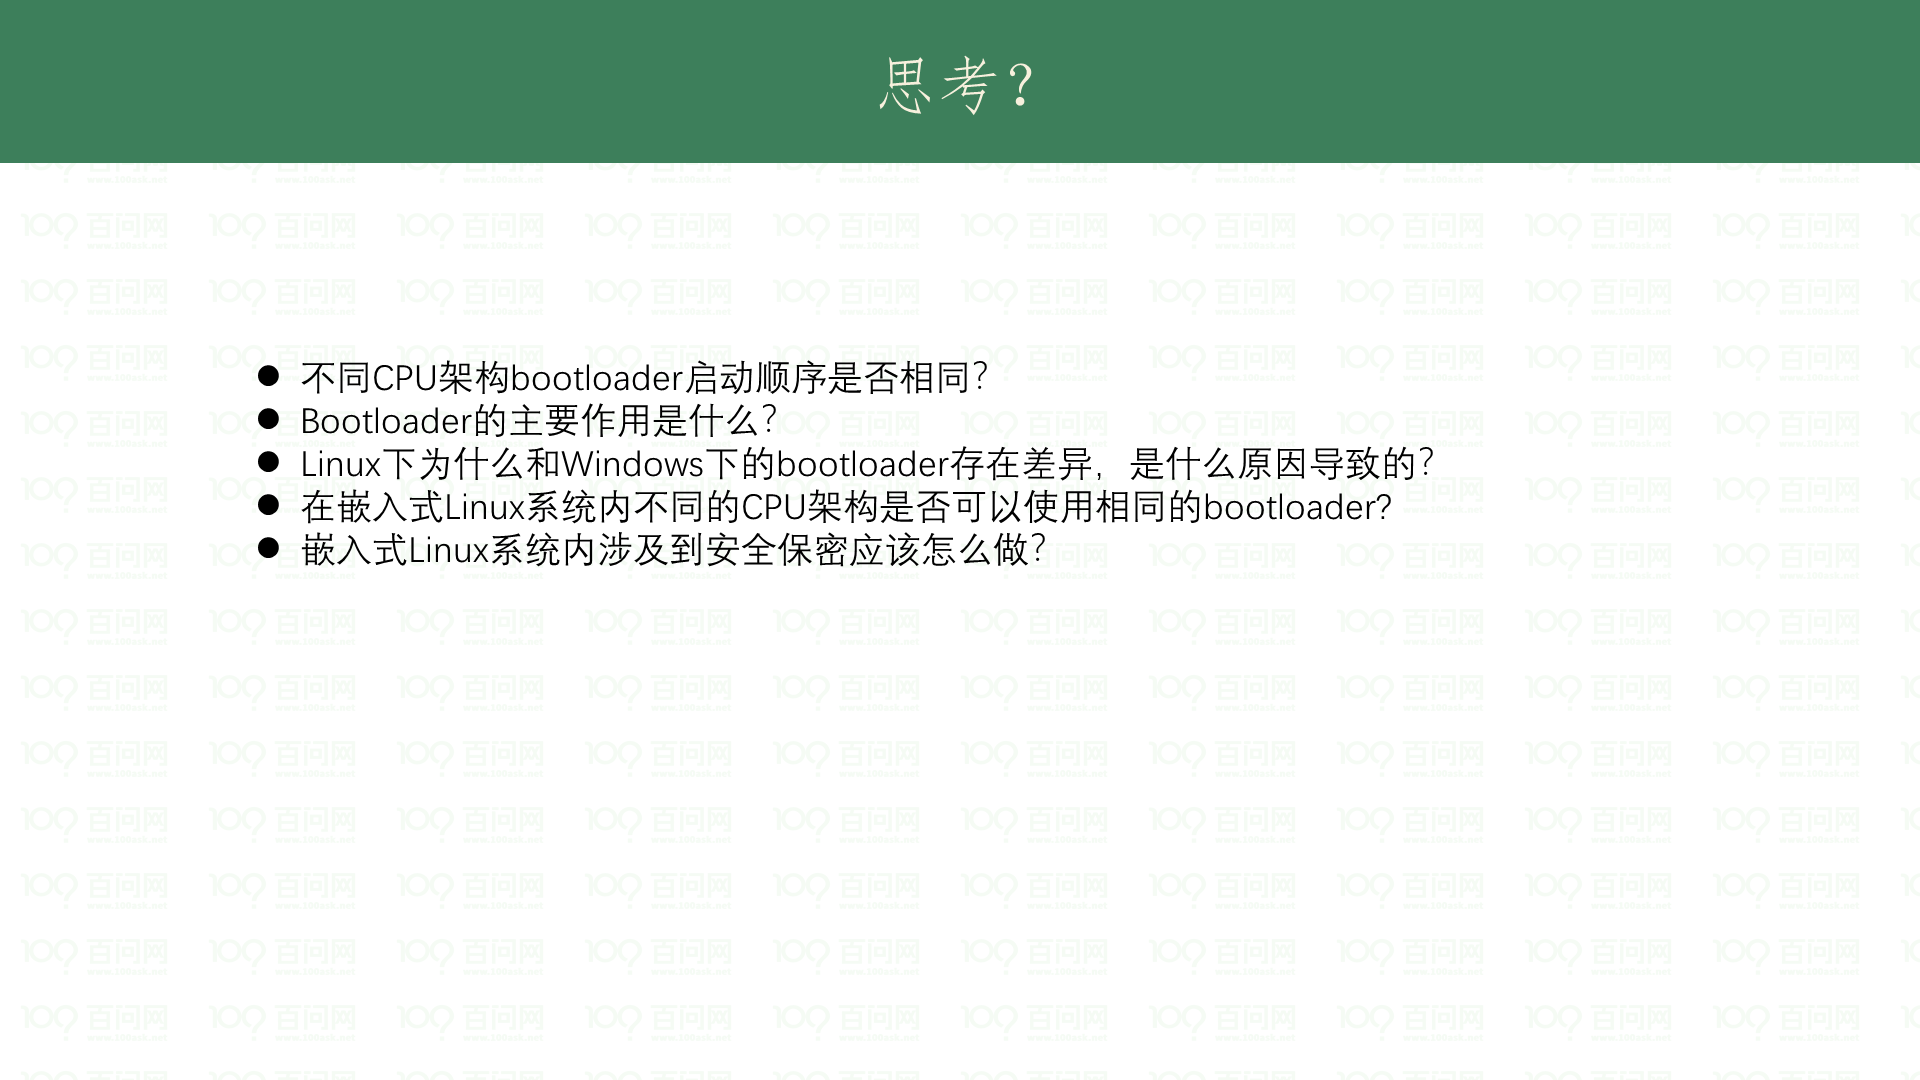 思考？
不同CPU架构bootloader启动顺序是否相同？
Bootloader的主要作用是什么？
Linux下为什么和Windows下的bootloader存在差异，是什么原因导致的？
在嵌入式Linux系统内不同的CPU架构是否可以使用相同的bootloader?
嵌入式Linux系统内涉及到安全保密应该怎么做？
百问网
www.100ask.net